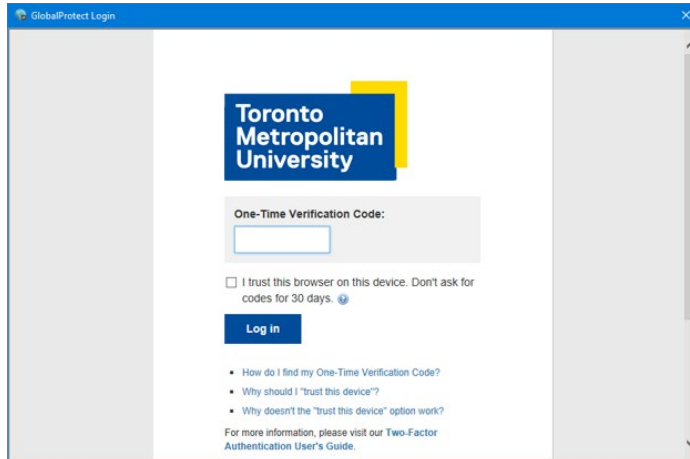 GlobalProtect Login
Toronto
Metropolitan
University
One-Time Verification Code:
I trust this browser on this device. Don't ask for
codes for 30 days.
Log in
How do I find my One-Time Verification Code?
Why should I "trust this device"?
Why doesn't the "trust this device" option work?
For more information, please visit our Two-Factor
Authentication User's Guide.